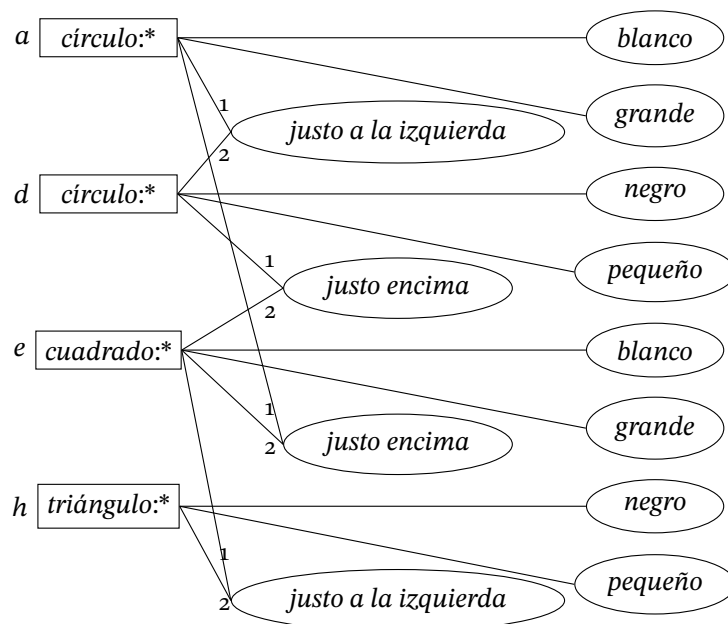 a círculo:* blanco
grande
1
justo a la izquierda
2
d círculo:* negro
pequeño
1
justo encima
2
e cuadrado:* blanco
grande
1
justo encima
2
h triángulo:* negro
pequeño
1
justo a la izquierda
2